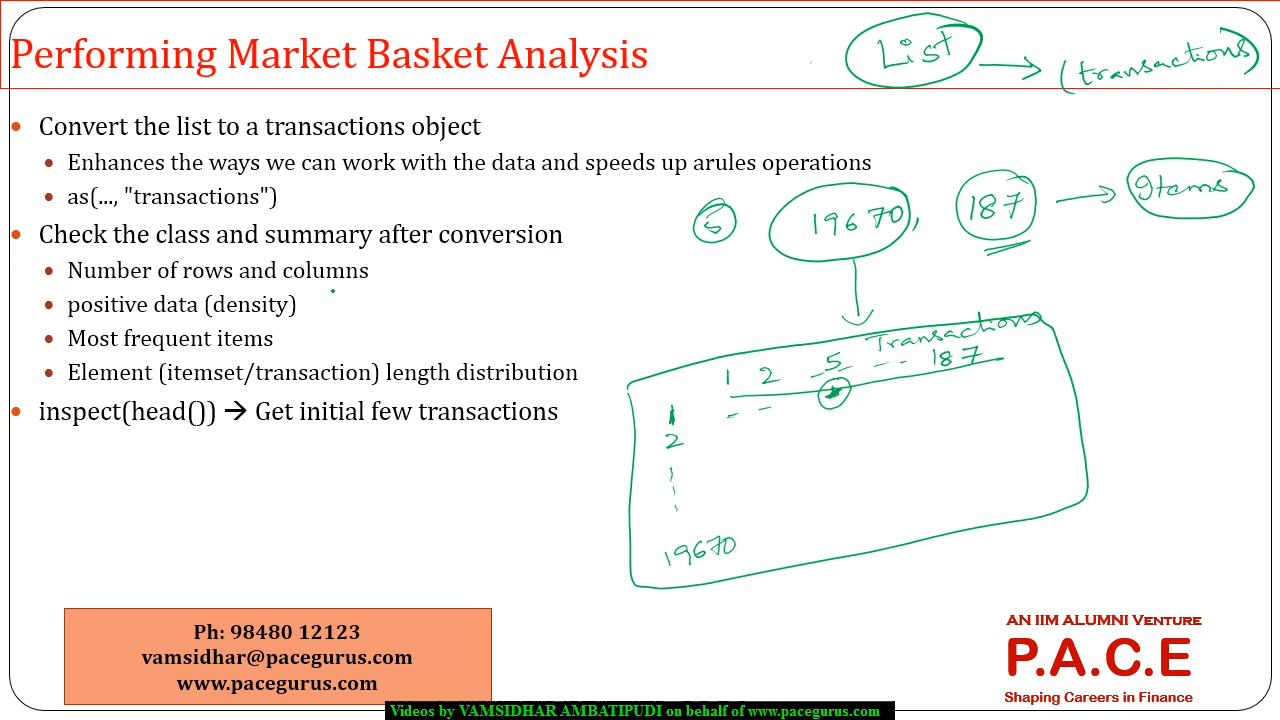 Performing Market Basket Analysis
List
(transactions)
• Convert the list to a transactions object
• Enhances the ways we can work with the data and speeds up arules operations
• as(..., "transactions")
• Check the class and summary after conversion
• Number of rows and columns
• positive data (density)
• Most frequent items
• Element (itemset/transaction) length distribution
• inspect(head()) → Get initial few transactions
5
19670, 187
Items
Transactions
1 2 -5- -- 187
1 - -
2
19670
Ph: 98480 12123
vamsidhar@pacegurus.com
www.pacegurus.com
AN IIM ALUMNI VENTURE
P.A.C.E
Shaping Careers in Finance
Videos by VAMSIDHAR AMBATIPUDI on behalf of www.pacegurus.com